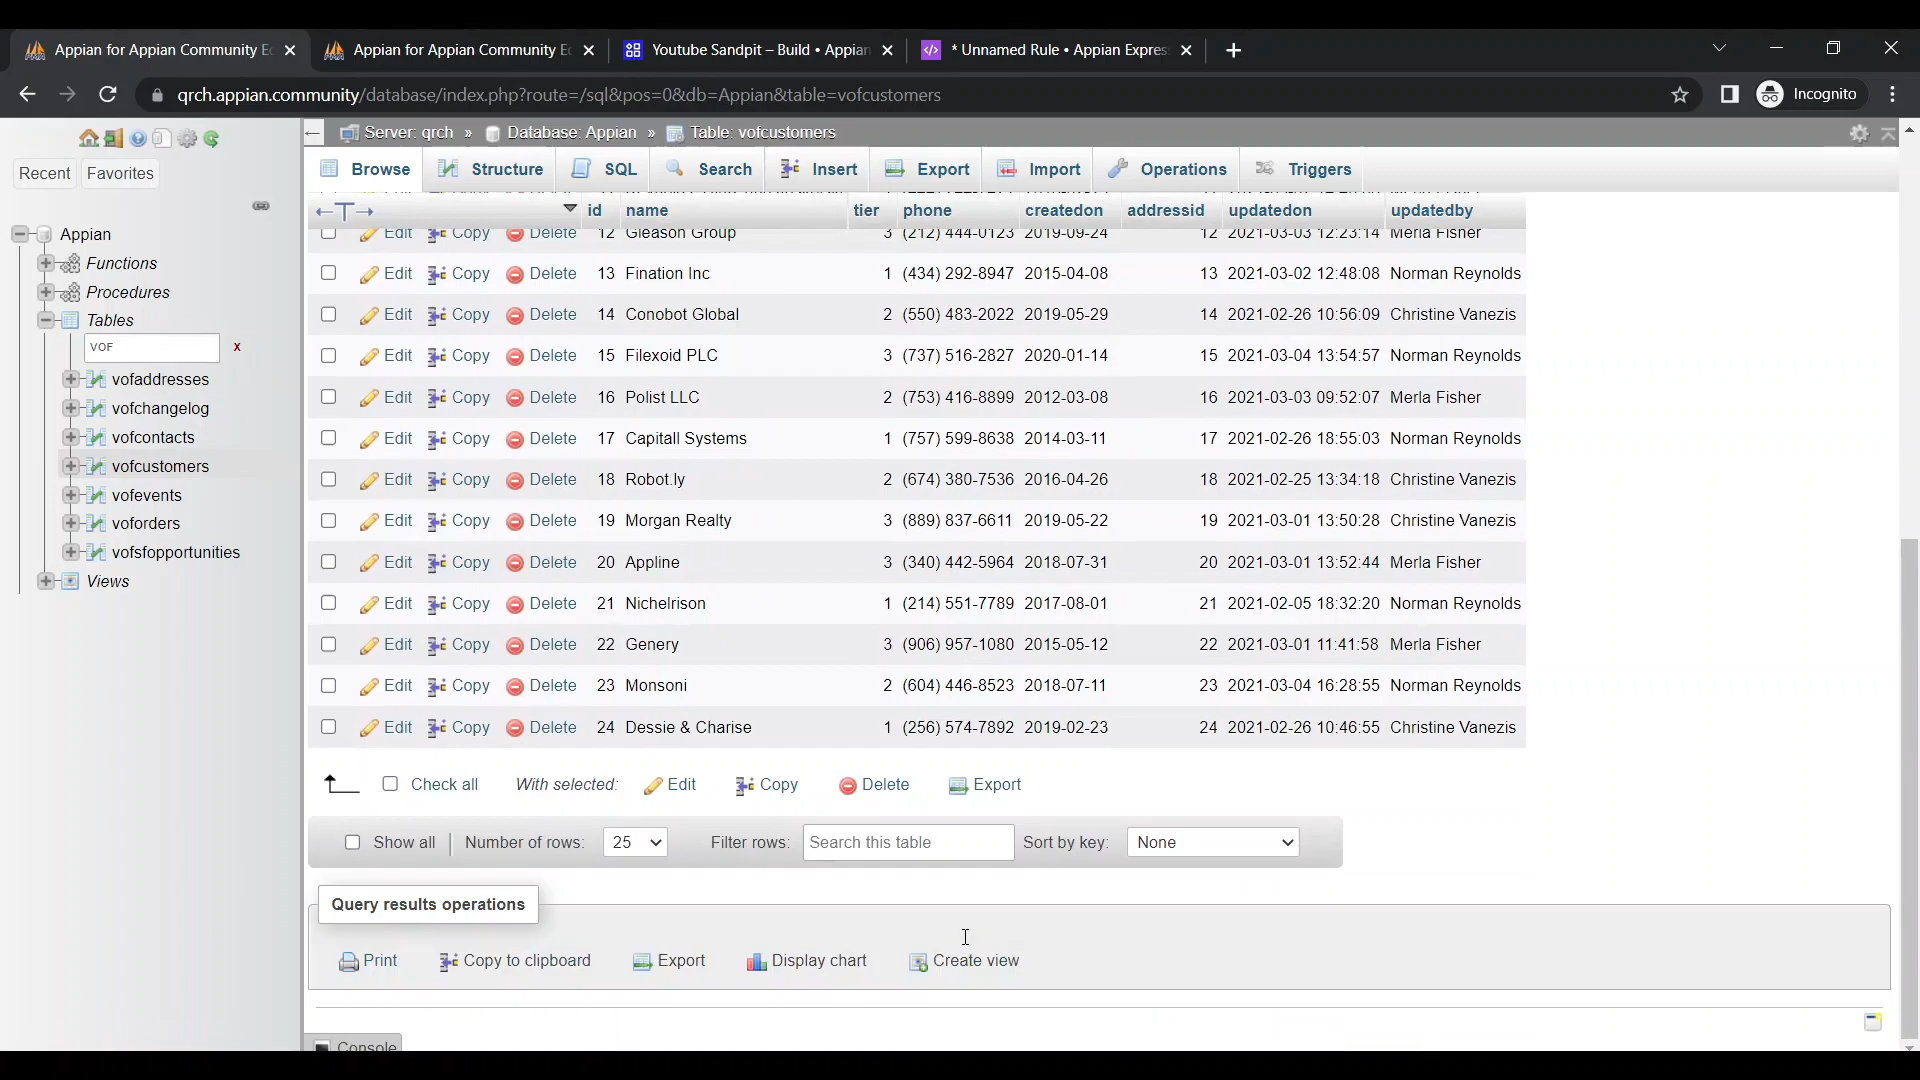 Appian for Appian Community Ec
Appian for Appian Community Ec
Youtube Sandpit – Build • Appian
* Unnamed Rule • Appian Express
qrch.appian.community/database/index.php?route=/sql&pos=0&db=Appian&table=vofcustomers
Incognito
Server: qrch » Database: Appian » Table: vofcustomers
Recent Favorites
Browse Structure SQL Search Insert Export Import Operations Triggers
Appian
Functions
Procedures
Tables
VOF x
vofaddresses
vofchangelog
vofcontacts
vofcustomers
vofevents
voforders
vofsfopportunities
Views
id name tier phone createdon addressid updatedon updatedby
Edit Copy Delete 12 Gleason Group 3 (212) 444-0123 2019-09-24 12 2021-03-03 12:23:14 Merla Fisher
Edit Copy Delete 13 Fination Inc 1 (434) 292-8947 2015-04-08 13 2021-03-02 12:48:08 Norman Reynolds
Edit Copy Delete 14 Conobot Global 2 (550) 483-2022 2019-05-29 14 2021-02-26 10:56:09 Christine Vanezis
Edit Copy Delete 15 Filexoid PLC 3 (737) 516-2827 2020-01-14 15 2021-03-04 13:54:57 Norman Reynolds
Edit Copy Delete 16 Polist LLC 2 (753) 416-8899 2012-03-08 16 2021-03-03 09:52:07 Merla Fisher
Edit Copy Delete 17 Capitall Systems 1 (757) 599-8638 2014-03-11 17 2021-02-26 18:55:03 Norman Reynolds
Edit Copy Delete 18 Robot.ly 2 (674) 380-7536 2016-04-26 18 2021-02-25 13:34:18 Christine Vanezis
Edit Copy Delete 19 Morgan Realty 3 (889) 837-6611 2019-05-22 19 2021-03-01 13:50:28 Christine Vanezis
Edit Copy Delete 20 Appline 3 (340) 442-5964 2018-07-31 20 2021-03-01 13:52:44 Merla Fisher
Edit Copy Delete 21 Nichelrison 1 (214) 551-7789 2017-08-01 21 2021-02-05 18:32:20 Norman Reynolds
Edit Copy Delete 22 Genery 3 (906) 957-1080 2015-05-12 22 2021-03-01 11:41:58 Merla Fisher
Edit Copy Delete 23 Monsoni 2 (604) 446-8523 2018-07-11 23 2021-03-04 16:28:55 Norman Reynolds
Edit Copy Delete 24 Dessie & Charise 1 (256) 574-7892 2019-02-23 24 2021-02-26 10:46:55 Christine Vanezis
Check all With selected: Edit Copy Delete Export
Show all Number of rows: 25 Filter rows: Search this table Sort by key: None
Query results operations
Print Copy to clipboard Export Display chart Create view
Console